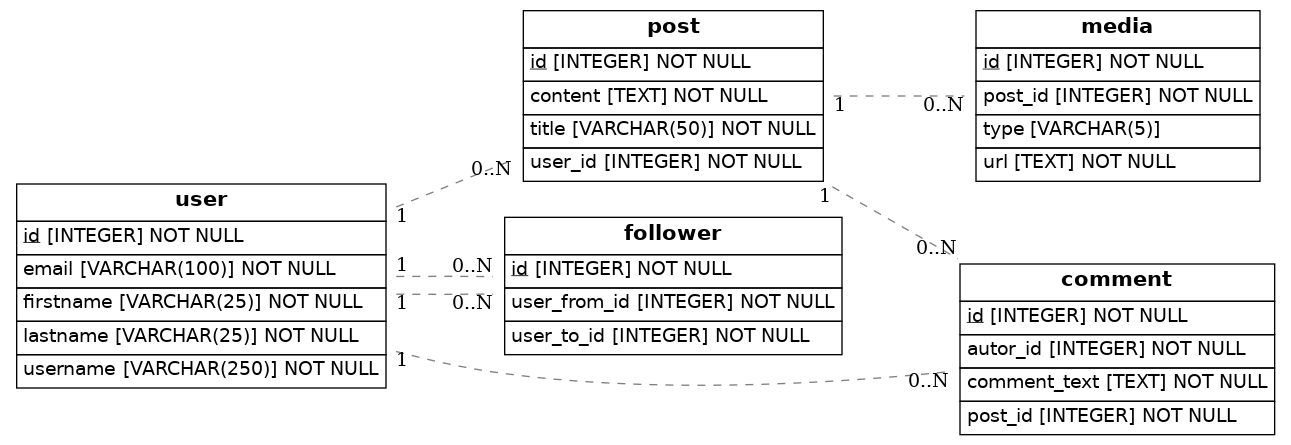 post
id [INTEGER] NOT NULL
content [TEXT] NOT NULL
title [VARCHAR(50)] NOT NULL
user_id [INTEGER] NOT NULL
media
id [INTEGER] NOT NULL
post_id [INTEGER] NOT NULL
type [VARCHAR(5)]
url [TEXT] NOT NULL
1
0..N
0..N
1
1
0..N
user
id [INTEGER] NOT NULL
email [VARCHAR(100)] NOT NULL
firstname [VARCHAR(25)] NOT NULL
lastname [VARCHAR(25)] NOT NULL
username [VARCHAR(250)] NOT NULL
1
0..N
1
0..N
follower
id [INTEGER] NOT NULL
user_from_id [INTEGER] NOT NULL
user_to_id [INTEGER] NOT NULL
1
0..N
comment
id [INTEGER] NOT NULL
autor_id [INTEGER] NOT NULL
comment_text [TEXT] NOT NULL
post_id [INTEGER] NOT NULL